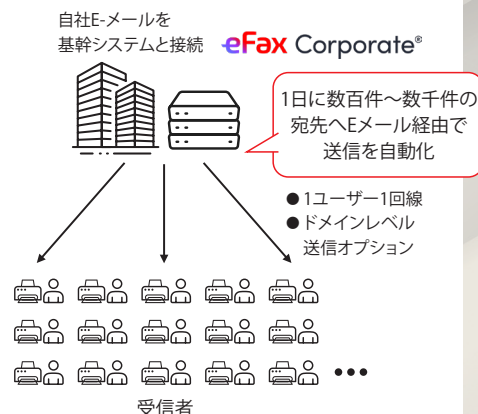 自社E-メールを
基幹システムと接続
eFax Corporate®
1日に数百件～数千件の
宛先へEメール経由で
送信を自動化
●1ユーザー1回線
●ドメインレベル
送信オプション
•••
受信者